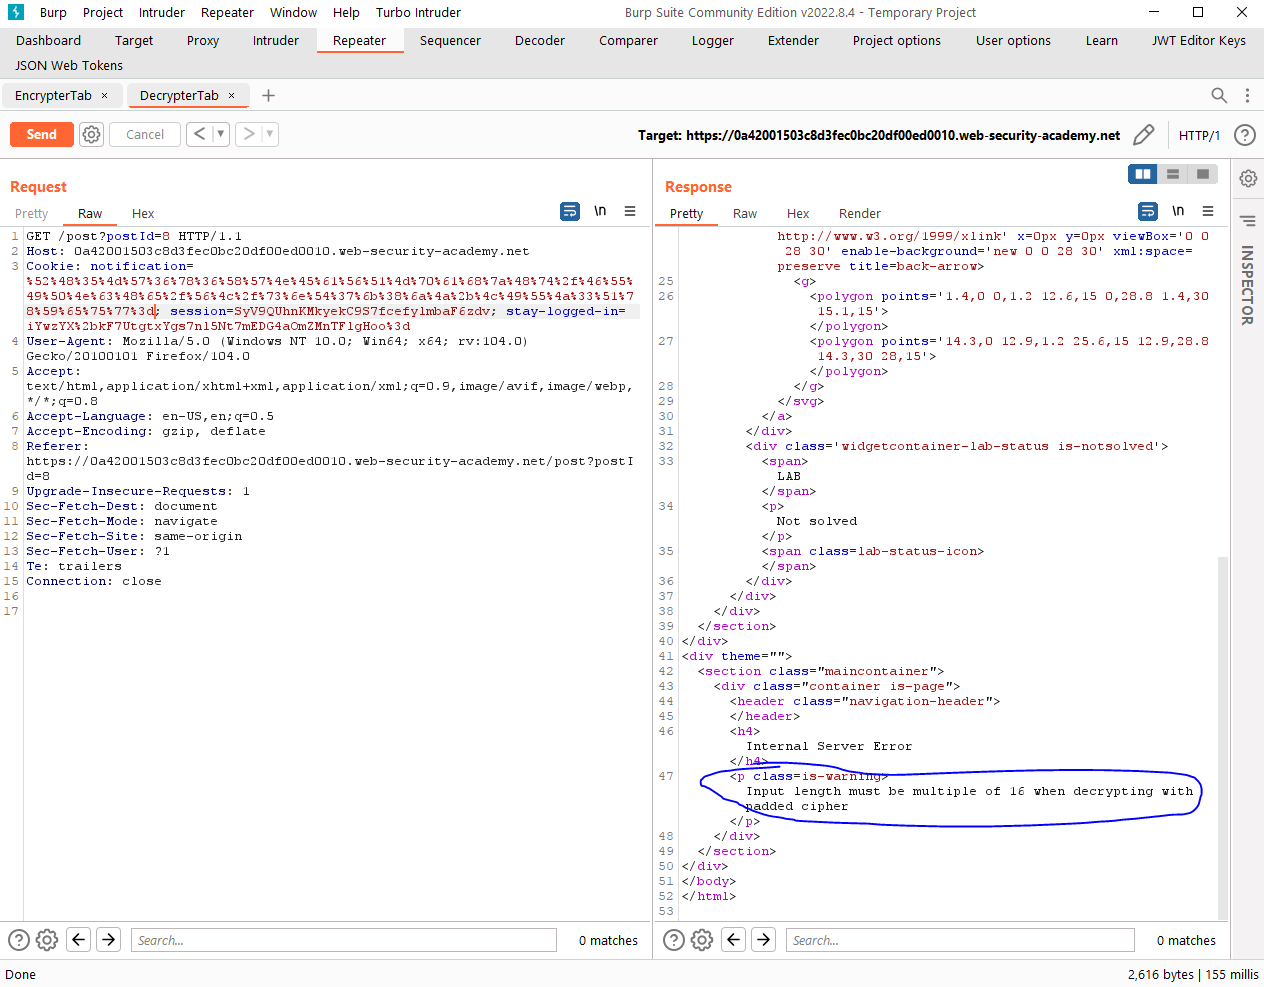 Burp Project Intruder Repeater Window Help Turbo Intruder Burp Suite Community Edition v2022.8.4 - Temporary Project
Dashboard Target Proxy Intruder Repeater Sequencer Decoder Comparer Logger Extender Project options User options Learn JWT Editor Keys
JSON Web Tokens
EncrypterTab × DecrypterTab × +
Send Cancel < > Target: https://0a42001503c8d3fec0bc20df00ed0010.web-security-academy.net HTTP/1 ?
Request
Pretty Raw Hex \n
1 GET /post?postId=8 HTTP/1.1
2 Host: 0a42001503c8d3fec0bc20df00ed0010.web-security-academy.net
3 Cookie: notification=
%52%48%35%4d%57%36%78%36%58%57%4e%45%61%56%51%4d%70%61%68%7a%48%74%2f%46%55%
49%50%4e%63%48%65%2f%56%4c%2f%73%6e%54%37%6b%38%6a%4a%2b%4c%49%55%4a%33%51%7
8%59%65%75%77%3d; session=SyV9QUhnKMkyekC9S7fcefylmbaF6zdv; stay-logged-in=
iYwzYX%2bkF7UtgtxYgs7nl5Nt7mEDG4aOmZMnTFlgHoo%3d
4 User-Agent: Mozilla/5.0 (Windows NT 10.0; Win64; x64; rv:104.0)
Gecko/20100101 Firefox/104.0
5 Accept:
text/html,application/xhtml+xml,application/xml;q=0.9,image/avif,image/webp,
*/*;q=0.8
6 Accept-Language: en-US,en;q=0.5
7 Accept-Encoding: gzip, deflate
8 Referer:
https://0a42001503c8d3fec0bc20df00ed0010.web-security-academy.net/post?postI
d=8
9 Upgrade-Insecure-Requests: 1
10 Sec-Fetch-Dest: document
11 Sec-Fetch-Mode: navigate
12 Sec-Fetch-Site: same-origin
13 Sec-Fetch-User: ?1
14 Te: trailers
15 Connection: close
16
17
? Search... 0 matches
Response
Pretty Raw Hex Render \n
http://www.w3.org/1999/xlink' x=0px y=0px viewBox='0 0
28 30' enable-background='new 0 0 28 30' xml:space=
preserve title=back-arrow>
25 <g>
26 <polygon points='1.4,0 0,1.2 12.6,15 0,28.8 1.4,30
15.1,15'>
</polygon>
27 <polygon points='14.3,0 12.9,1.2 25.6,15 12.9,28.8
14.3,30 28,15'>
</polygon>
28 </g>
29 </svg>
30 </a>
31 </div>
32 <div class='widgetcontainer-lab-status is-notsolved'>
33 <span>
LAB
</span>
34 <p>
Not solved
</p>
35 <span class=lab-status-icon>
</span>
36 </div>
37 </div>
38 </div>
39 </section>
40 </div>
41 <div theme="">
42 <section class="maincontainer">
43 <div class="container is-page">
44 <header class="navigation-header">
45 </header>
46 <h4>
Internal Server Error
</h4>
47 <p class=is-warning>
Input length must be multiple of 16 when decrypting with
padded cipher
</p>
48 </div>
49 </section>
50 </div>
51 </body>
52 </html>
53
? Search... 0 matches
INSPECTOR
Done 2,616 bytes | 155 millis